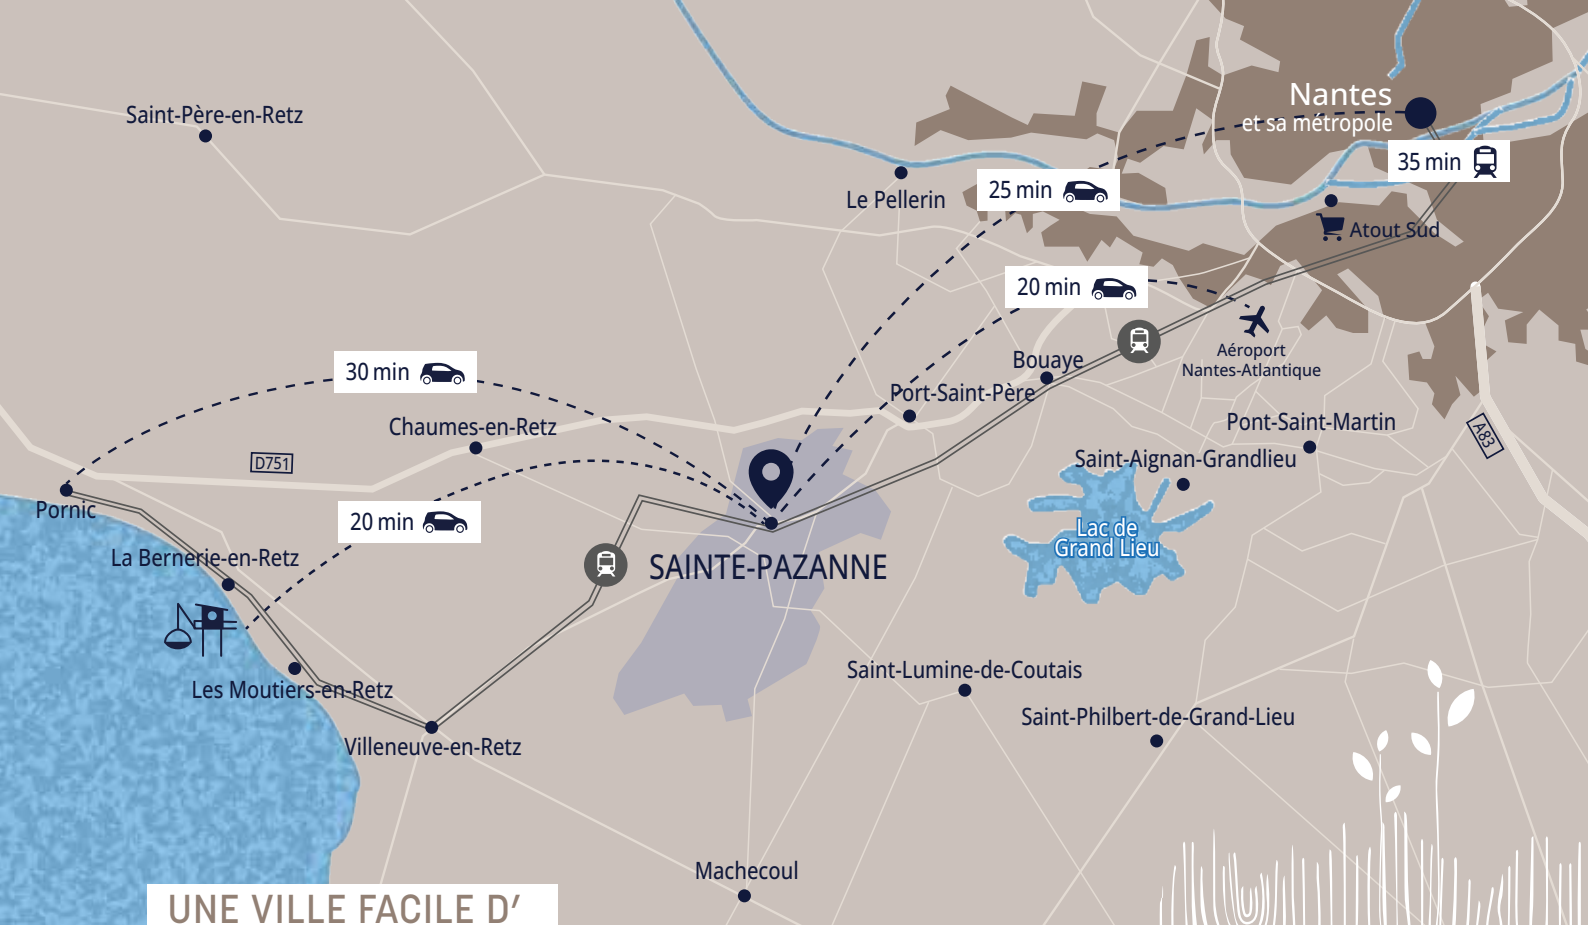 Nantes
et sa métropole
Saint-Père-en-Retz
35 min
25 min
Le Pellerin
Atout Sud
20 min
Aéroport
Nantes-Atlantique
Bouaye
30 min
Port-Saint-Père
Chaumes-en-Retz
Pont-Saint-Martin
A83
D751
Saint-Aignan-Grandlieu
Pornic
20 min
Lac de
Grand Lieu
La Bernerie-en-Retz
SAINTE-PAZANNE
Les Moutiers-en-Retz
Saint-Lumine-de-Coutais
Saint-Philbert-de-Grand-Lieu
Villeneuve-en-Retz
Machecoul
UNE VILLE FACILE D’